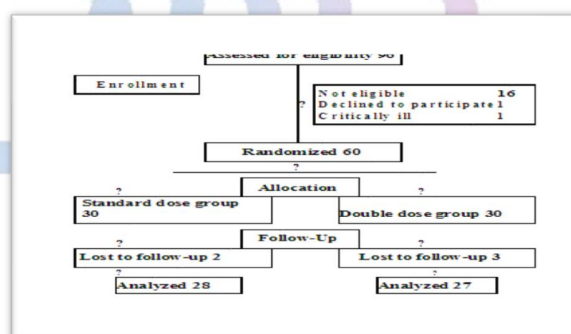 Assessed for eligibility 90
Enrollment
Not eligible 16
Declined to participate 1
Critically ill 1
?
Randomized 60
?
Allocation
? ?
Standard dose group 30
Double dose group 30
Follow-Up
? ?
Lost to follow-up 2
Lost to follow-up 3
? ?
Analyzed 28
Analyzed 27